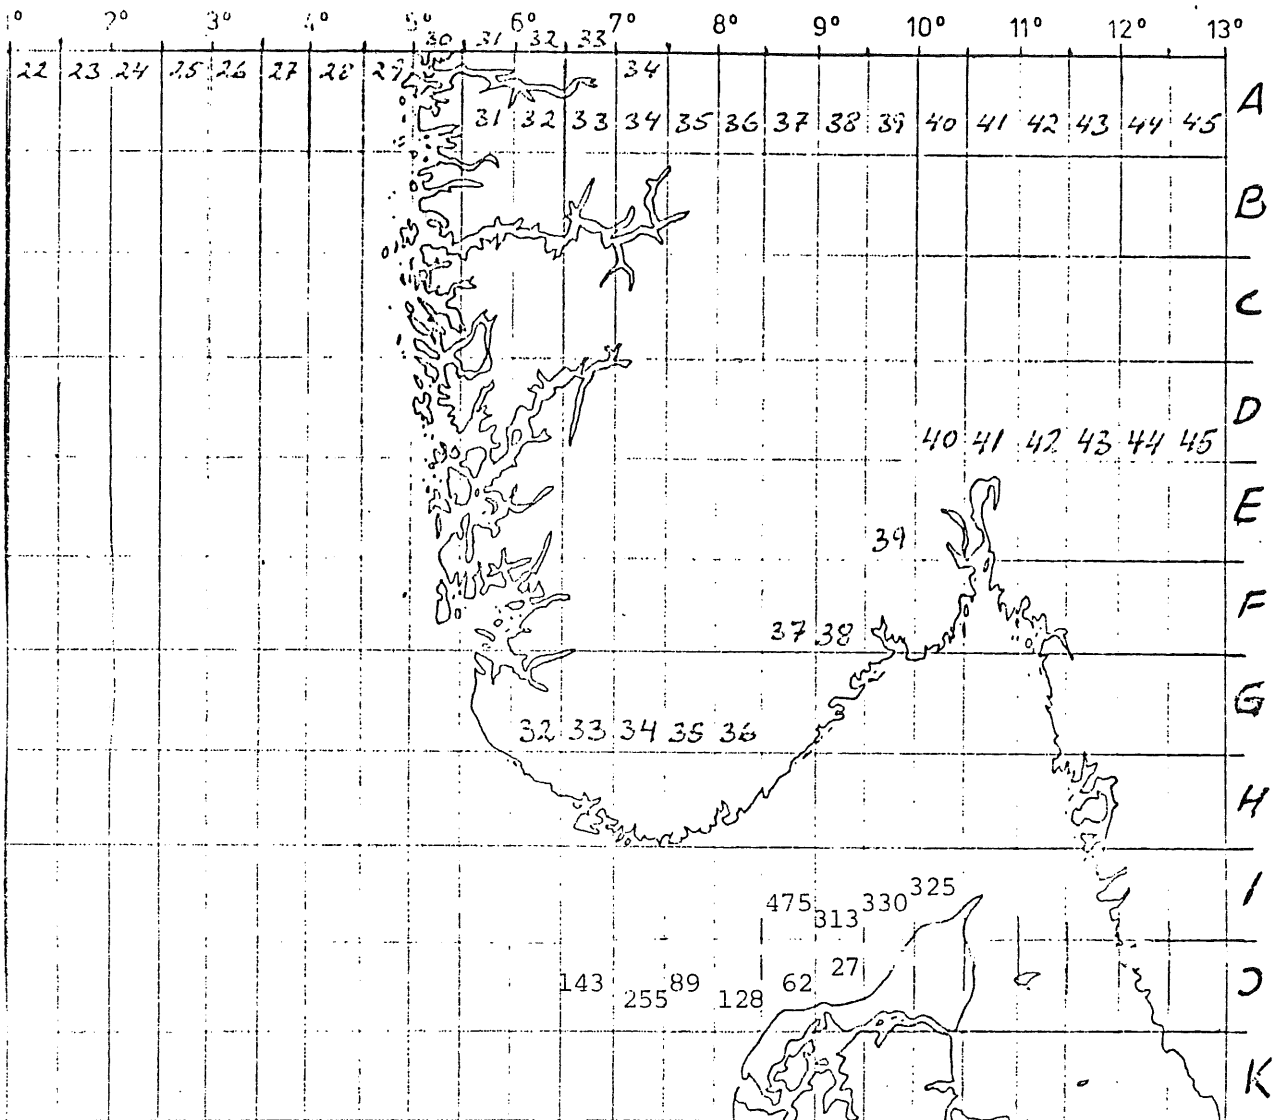 1° 2° 3° 4° 5° 6° 7° 8° 9° 10° 11° 12° 13°
30 31 32 33
22 23 24 25 26 27 28 29 34
A
31 32 33 34 35 36 37 38 39 40 41 42 43 44 45
B
C
D
40 41 42 43 44 45
E
39
F
37 38
G
32 33 34 35 36
H
475 313 330 325
I
143 255 89 128 62 27
J
K